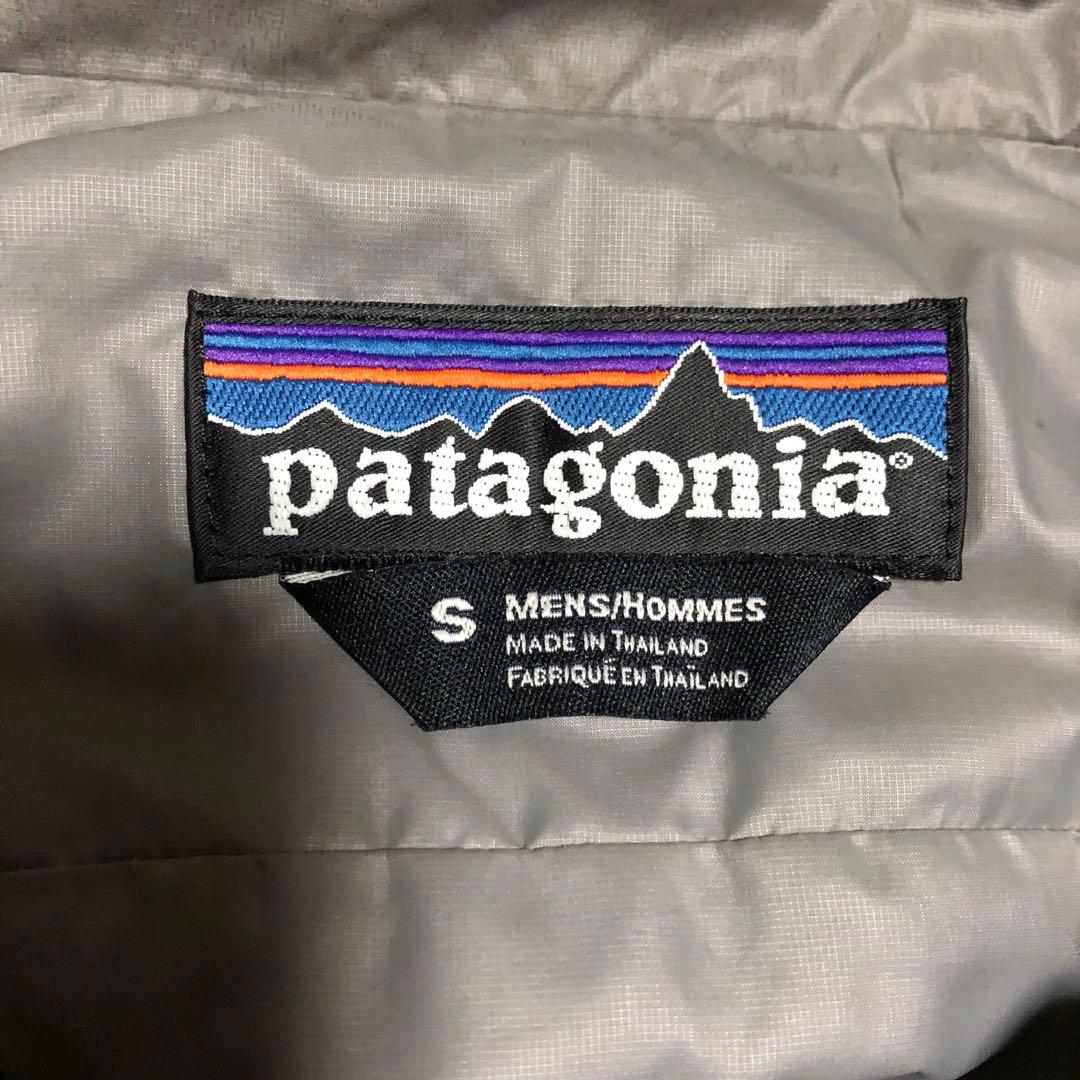 patagonia®
S MENS/HOMMES
MADE IN THAILAND
FABRIQUÉ EN THAÏLAND